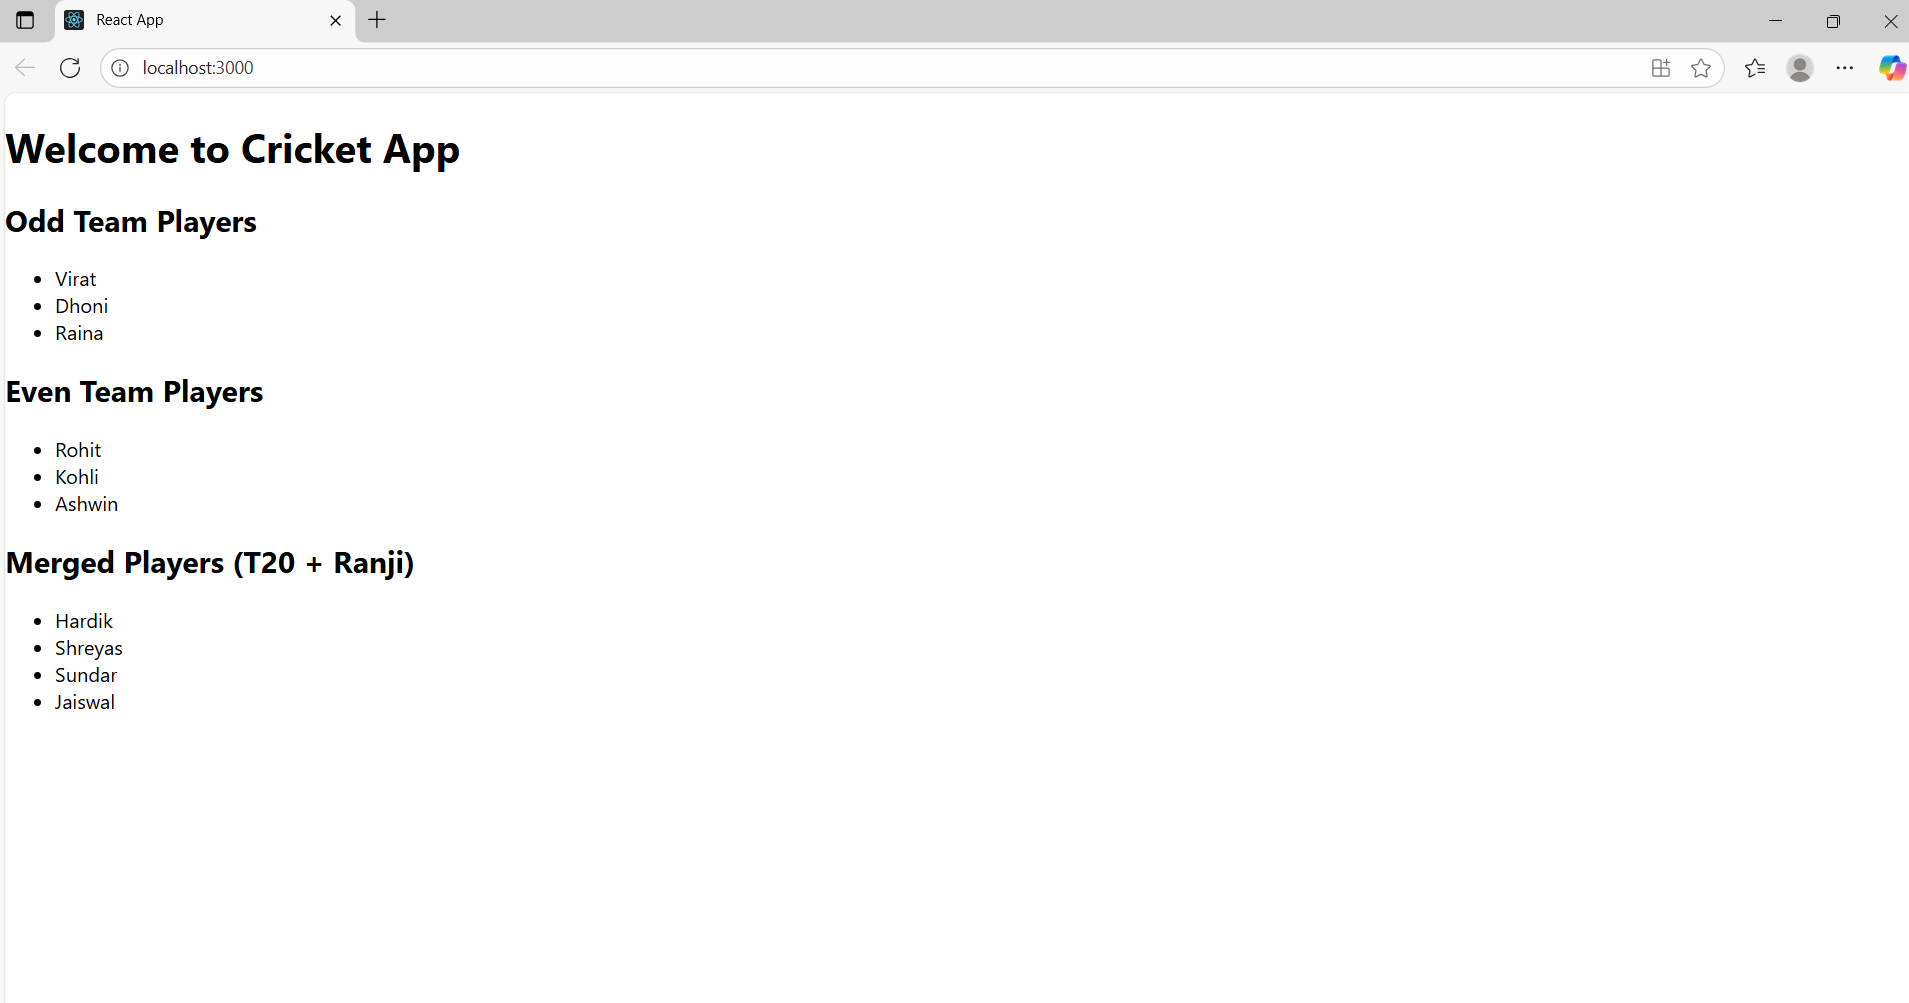 React App
localhost:3000
Welcome to Cricket App
Odd Team Players
Virat
Dhoni
Raina
Even Team Players
Rohit
Kohli
Ashwin
Merged Players (T20 + Ranji)
Hardik
Shreyas
Sundar
Jaiswal